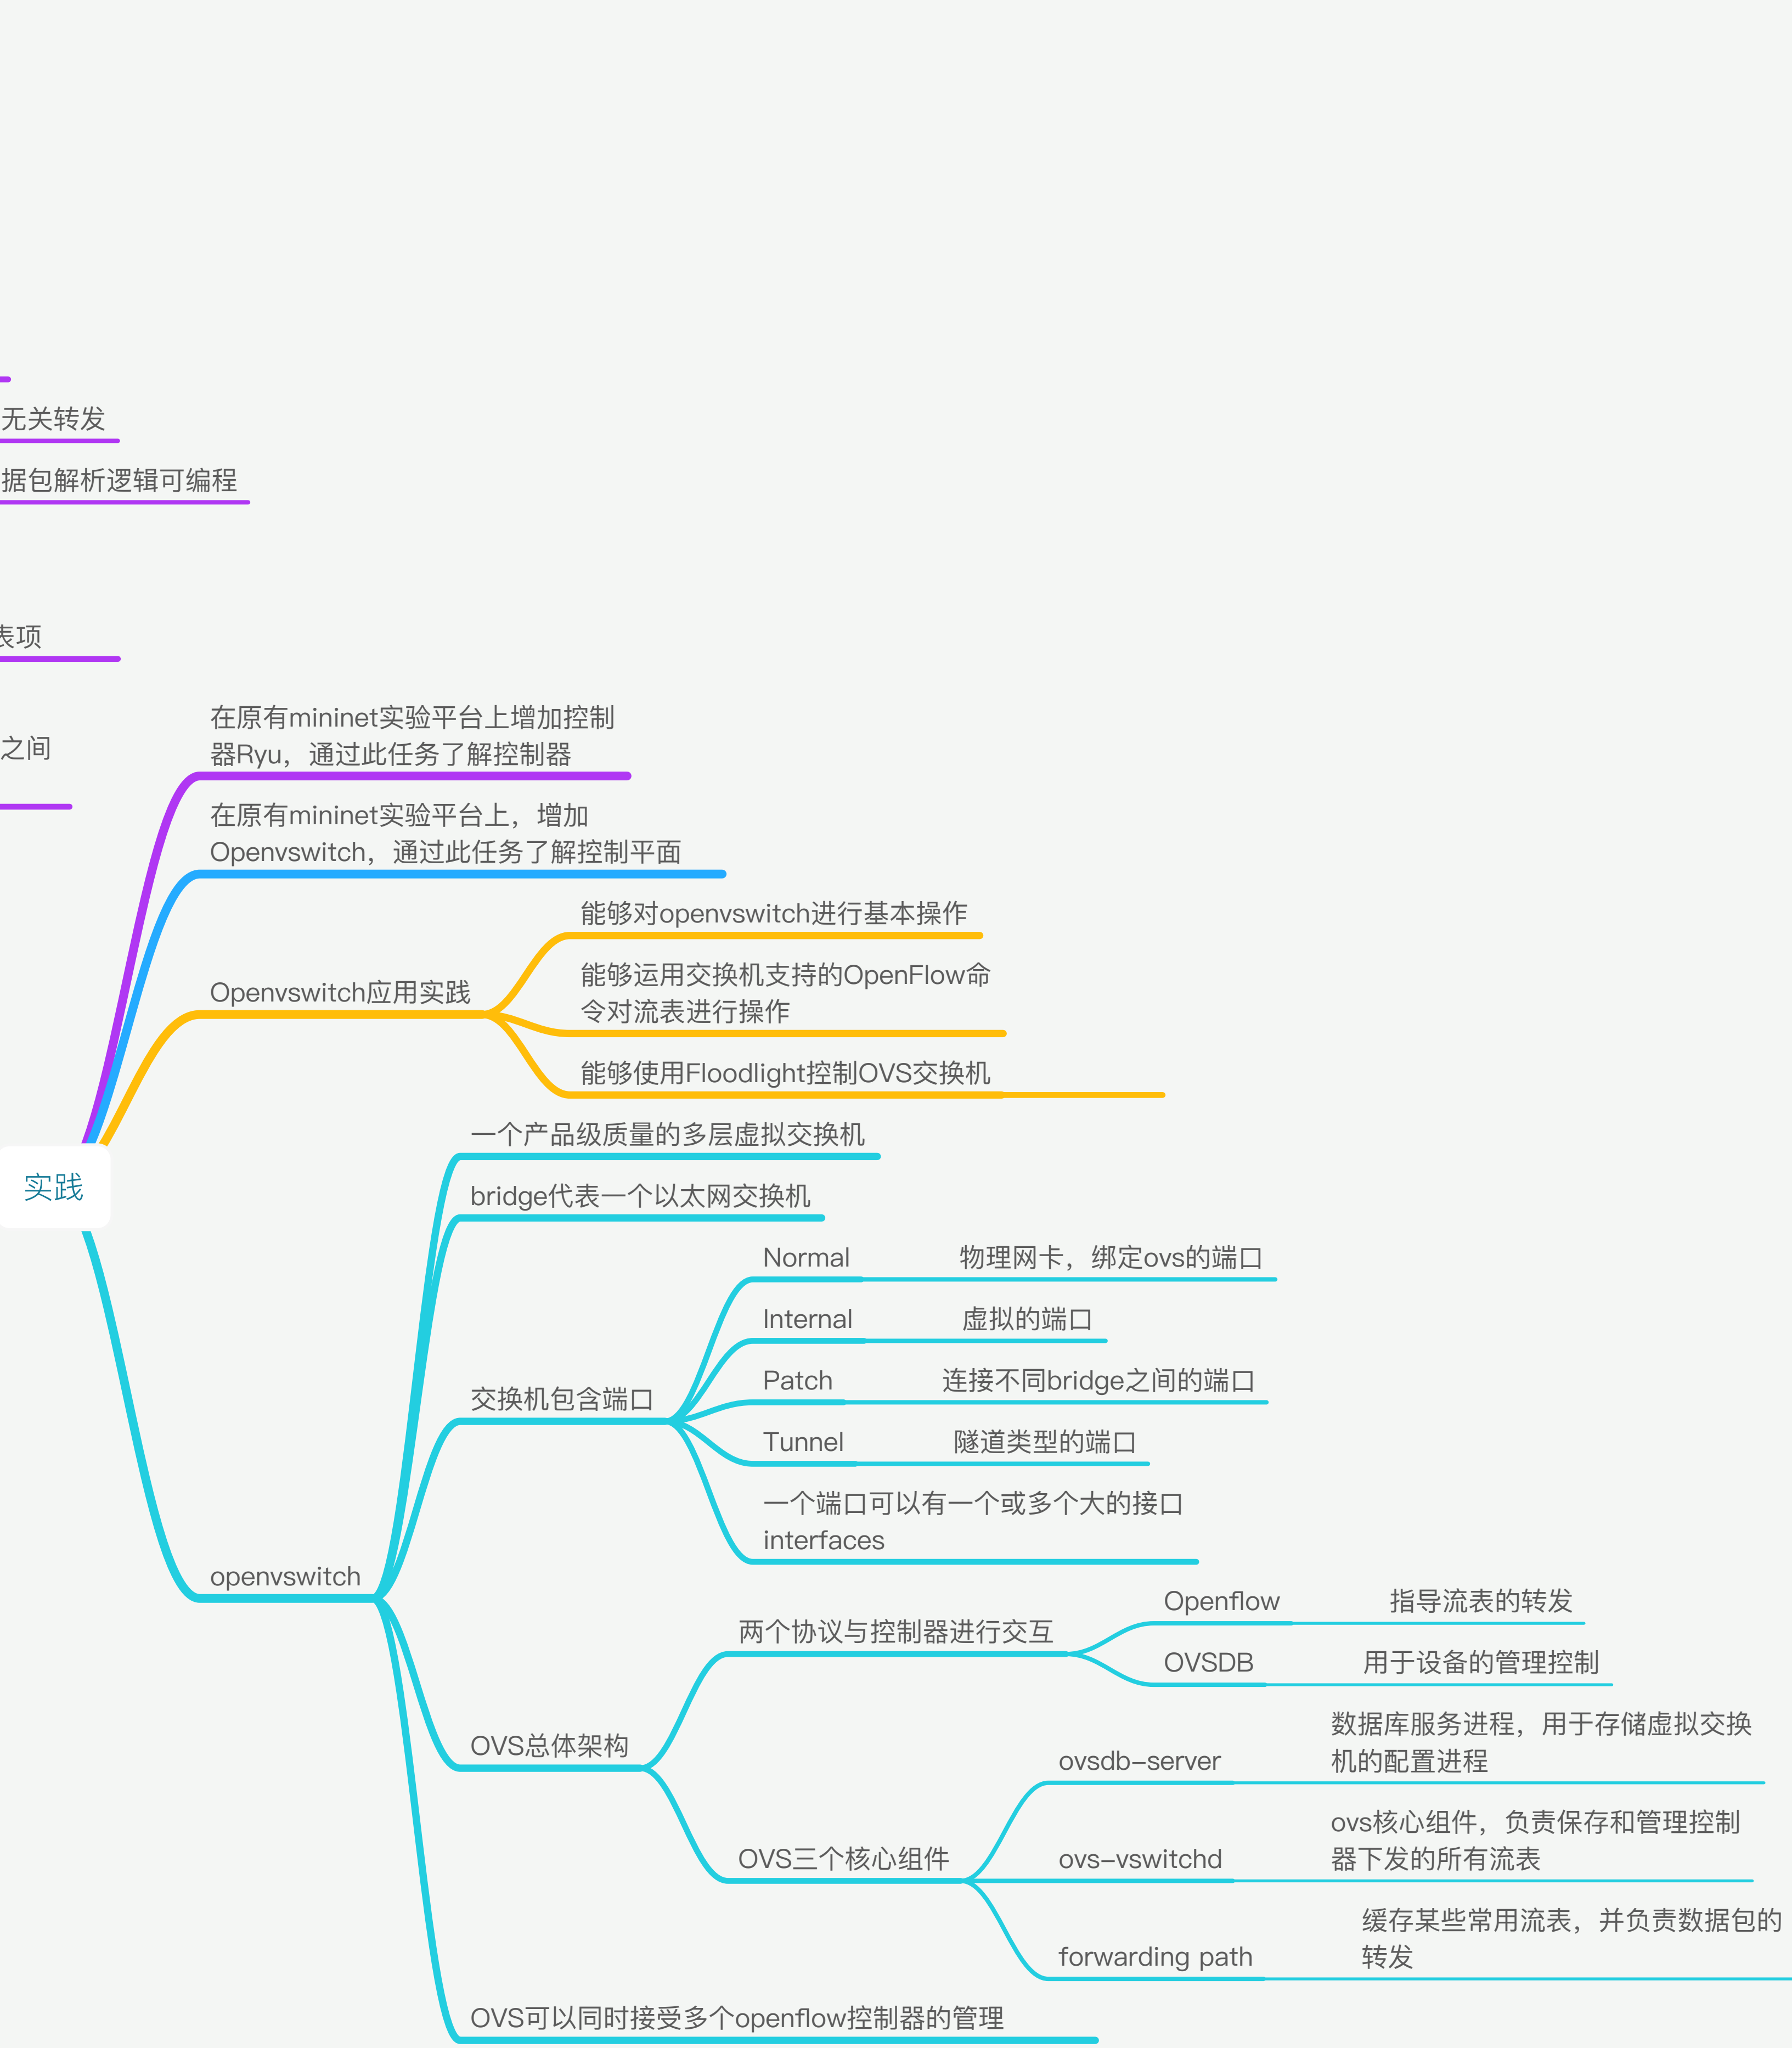 无关转发
据包解析逻辑可编程
表项
之间
在原有mininet实验平台上增加控制
器Ryu，通过此任务了解控制器
在原有mininet实验平台上，增加
Openvswitch，通过此任务了解控制平面
Openvswitch应用实践
能够对openvswitch进行基本操作
能够运用交换机支持的OpenFlow命
令对流表进行操作
能够使用Floodlight控制OVS交换机
实践
openvswitch
一个产品级质量的多层虚拟交换机
bridge代表一个以太网交换机
交换机包含端口
Normal
物理网卡，绑定ovs的端口
Internal
虚拟的端口
Patch
连接不同bridge之间的端口
Tunnel
隧道类型的端口
一个端口可以有一个或多个大的接口
interfaces
OVS总体架构
两个协议与控制器进行交互
Openflow
指导流表的转发
OVSDB
用于设备的管理控制
OVS三个核心组件
ovsdb-server
数据库服务进程，用于存储虚拟交换
机的配置进程
ovs-vswitchd
ovs核心组件，负责保存和管理控制
器下发的所有流表
forwarding path
缓存某些常用流表，并负责数据包的
转发
OVS可以同时接受多个openflow控制器的管理